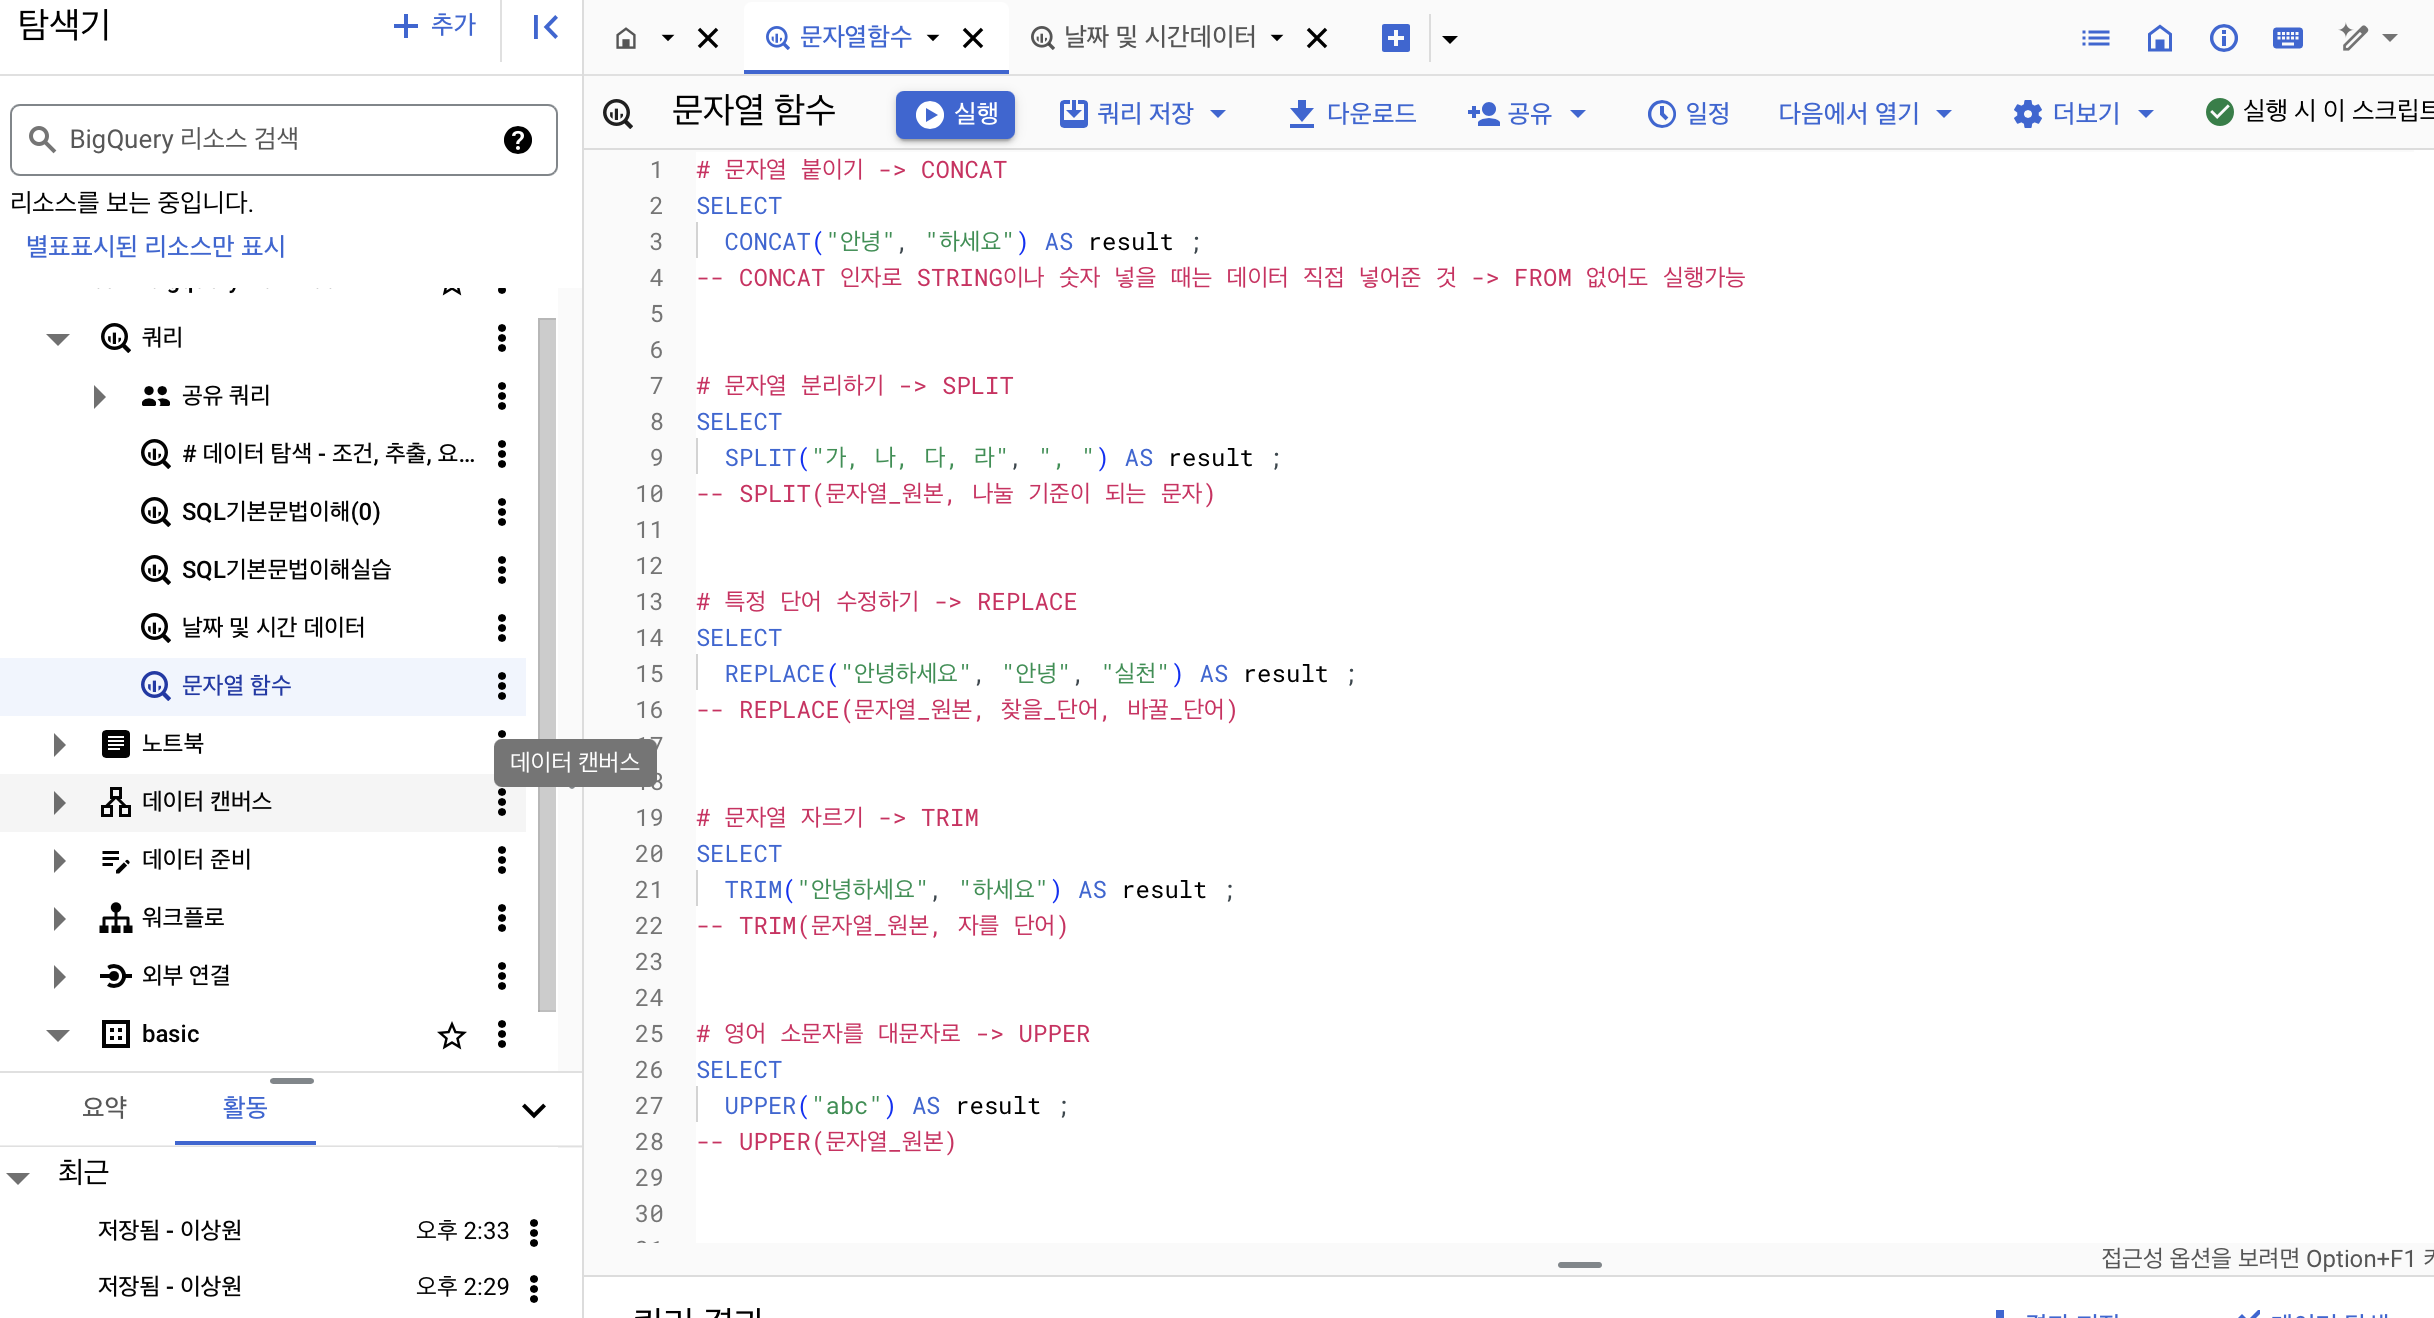 탐색기
추가
BigQuery 리소스 검색
리소스를 보는 중입니다.
별표표시된 리소스만 표시
쿼리
공유 쿼리
# 데이터 탐색 - 조건, 추출, 요...
SQL기본문법이해(0)
SQL기본문법이해실습
날짜 및 시간 데이터
문자열 함수
노트북
데이터 캔버스
데이터 캔버스
데이터 준비
워크플로
외부 연결
basic
요약 활동
최근
저장됨 - 이상원 오후 2:33
저장됨 - 이상원 오후 2:29
문자열함수 날짜 및 시간데이터
문자열 함수 실행 쿼리 저장 다운로드 공유 일정 다음에서 열기 더보기 실행 시 이 스크립트
1 # 문자열 붙이기 -> CONCAT
2 SELECT
3 CONCAT("안녕", "하세요") AS result ;
4 -- CONCAT 인자로 STRING이나 숫자 넣을 때는 데이터 직접 넣어준 것 -> FROM 없어도 실행가능
5
6
7 # 문자열 분리하기 -> SPLIT
8 SELECT
9 SPLIT("가, 나, 다, 라", ", ") AS result ;
10 -- SPLIT(문자열_원본, 나눌 기준이 되는 문자)
11
12
13 # 특정 단어 수정하기 -> REPLACE
14 SELECT
15 REPLACE("안녕하세요", "안녕", "실천") AS result ;
16 -- REPLACE(문자열_원본, 찾을_단어, 바꿀_단어)
7
8
19 # 문자열 자르기 -> TRIM
20 SELECT
21 TRIM("안녕하세요", "하세요") AS result ;
22 -- TRIM(문자열_원본, 자를 단어)
23
24
25 # 영어 소문자를 대문자로 -> UPPER
26 SELECT
27 UPPER("abc") AS result ;
28 -- UPPER(문자열_원본)
29
30
접근성 옵션을 보려면 Option+F1